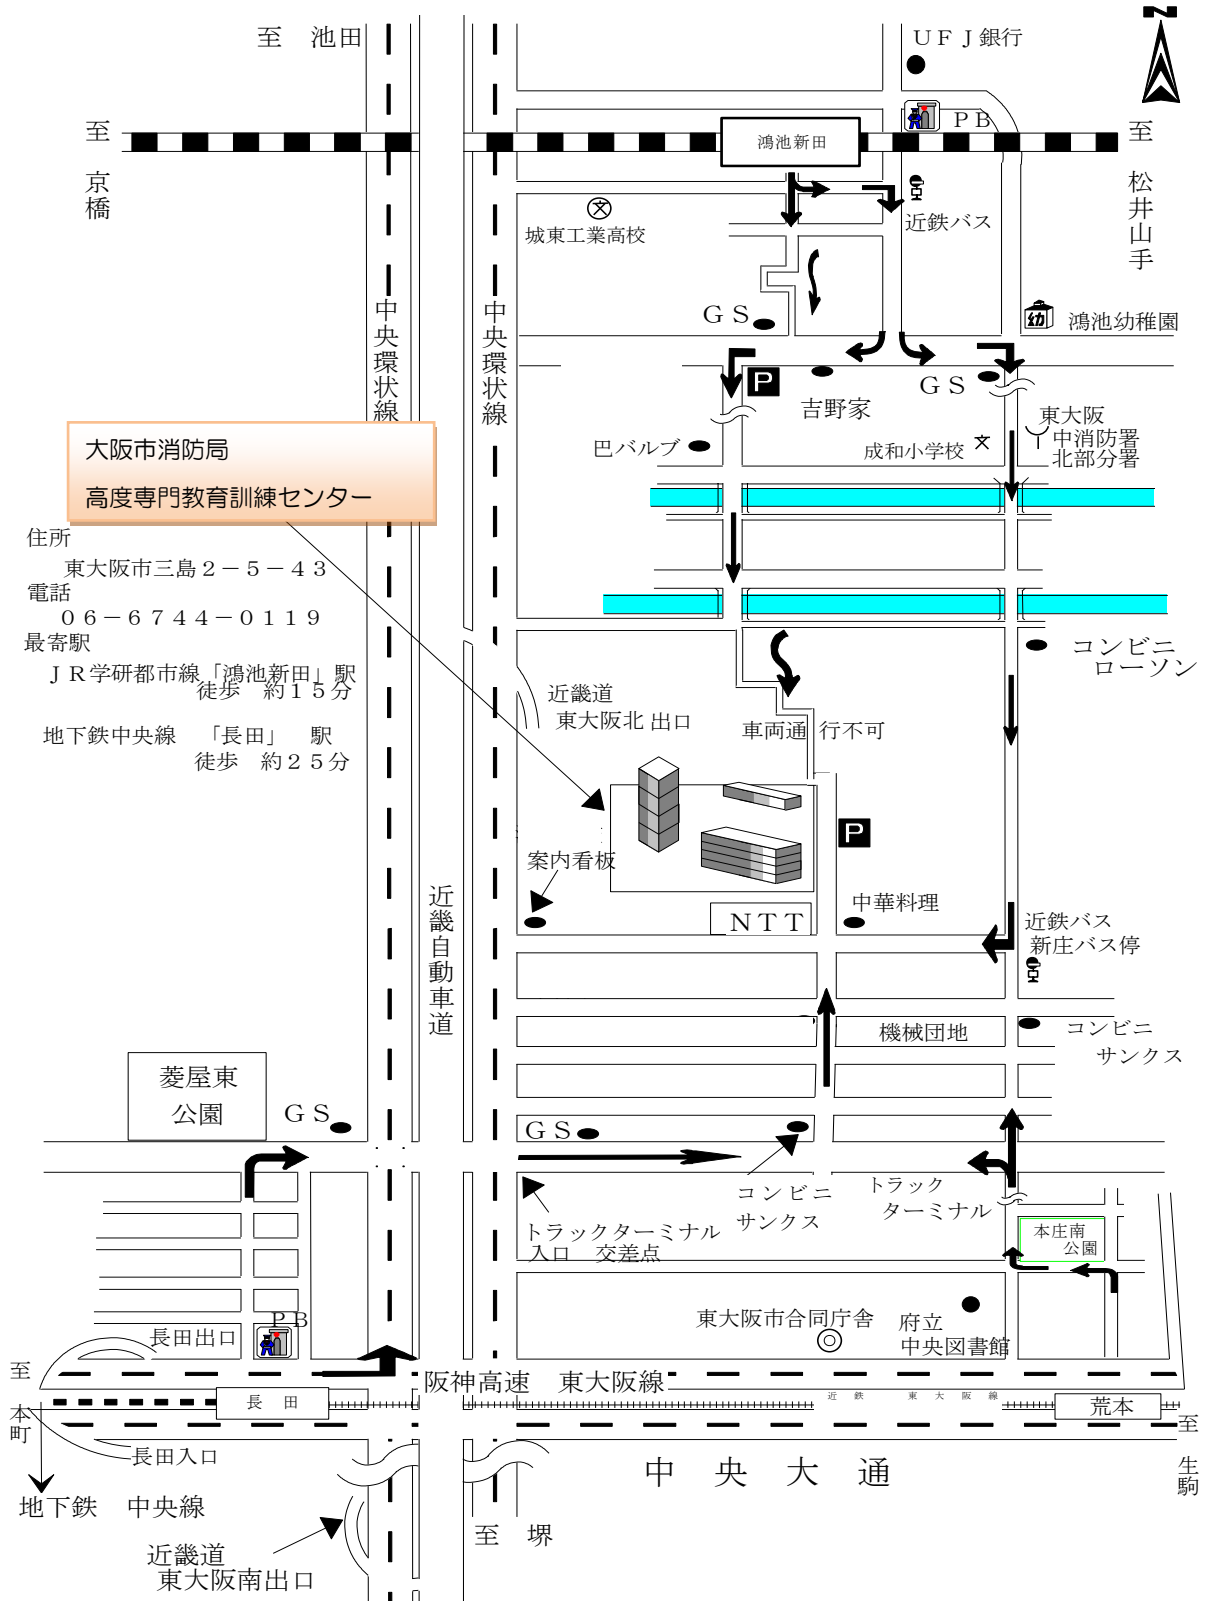 至　池田
ＵＦＪ銀行
N
至　京橋
ＰＢ
鴻池新田
至　松井山手
城東工業高校
近鉄バス
中央環状線
中央環状線
ＧＳ
幼
鴻池幼稚園
P
吉野家
ＧＳ
東大阪
中消防署
北部分署
巴バルブ
成和小学校
文
大阪市消防局
高度専門教育訓練センター
住所
東大阪市三島２－５－４３
電話
０６－６７４４－０１１９
最寄駅
ＪＲ学研都市線「鴻池新田」駅
徒歩　約１５分
地下鉄中央線　「長田」　駅
徒歩　約２５分
コンビニ
ローソン
近畿道
東大阪北出口
車両通行不可
P
案内看板
近畿自動車道
ＮＴＴ
中華料理
近鉄バス
新庄バス停
機械団地
コンビニ
サンクス
菱屋東
公園
ＧＳ
ＧＳ
コンビニ
サンクス
トラック
ターミナル
トラックターミナル
入口　交差点
本庄南
公園
ＰＢ
長田出口
東大阪市合同庁舎
府立
中央図書館
至　本町
阪神高速　東大阪線
長　田
近　鉄　東　大　阪　線
荒本
至　生駒
長田入口
中　央　大　通
地下鉄　中央線
至　堺
近畿道
東大阪南出口